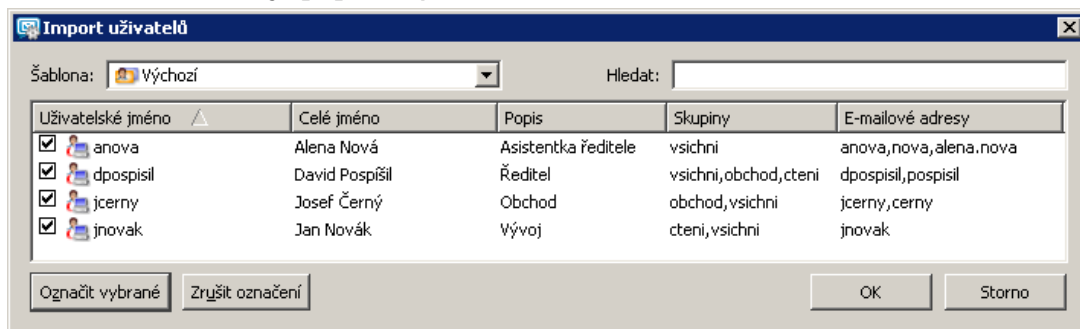 Import uživatelů
Šablona: Výchozí Hledat:
Uživatelské jméno Celé jméno Popis Skupiny E-mailové adresy
anova Alena Nová Asistentka ředitele vsichni anova,nova,alena.nova
dpospisil David Pospíšil Ředitel vsichni,obchod,cteni dpospisil,pospisil
jcerny Josef Černý Obchod obchod,vsichni jcerny,cerny
jnovak Jan Novák Vývoj cteni,vsichni jnovak
Označit vybrané Zrušit označení OK Storno